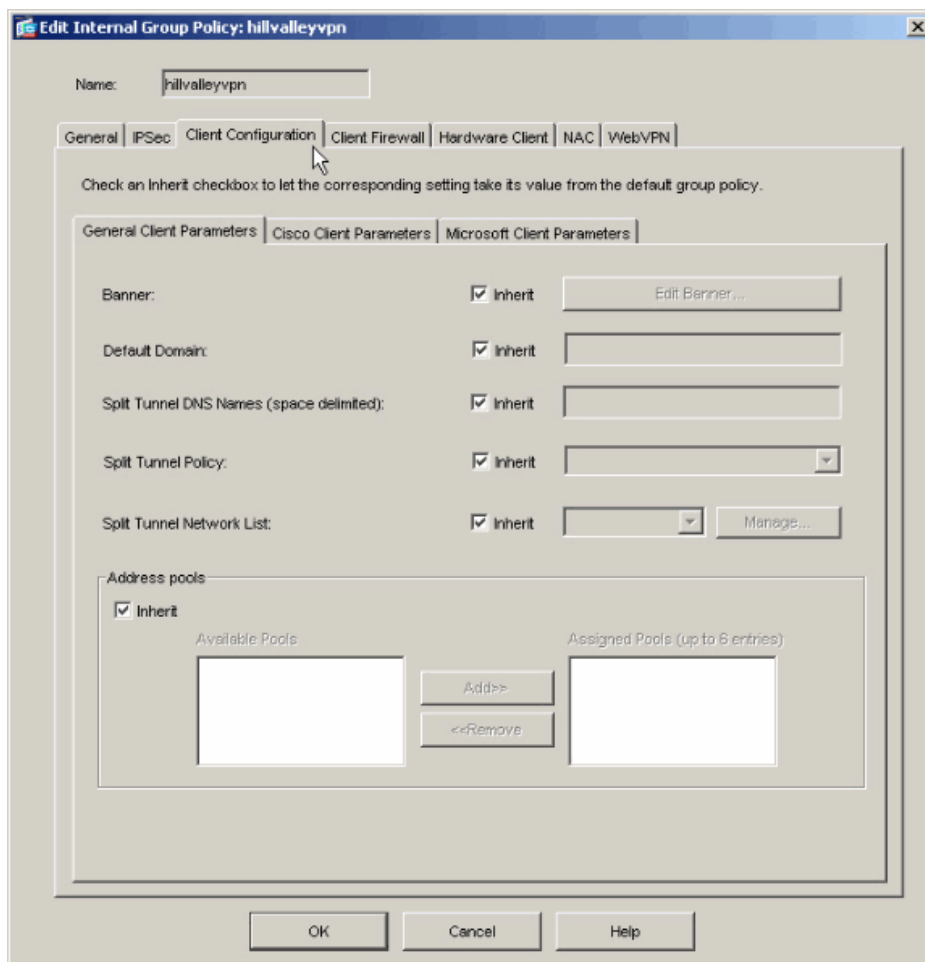 Edit Internal Group Policy: hillvalleyvpn
Name: hillvalleyvpn
General IPSec Client Configuration Client Firewall Hardware Client NAC WebVPN
Check an Inherit checkbox to let the corresponding setting take its value from the default group policy.
General Client Parameters Cisco Client Parameters Microsoft Client Parameters
Banner: Inherit Edit Banner...
Default Domain: Inherit
Split Tunnel DNS Names (space delimited): Inherit
Split Tunnel Policy: Inherit
Split Tunnel Network List: Inherit Manage...
Address pools
Inherit
Available Pools Assigned Pools (up to 6 entries)
Add>>
<<Remove
OK Cancel Help